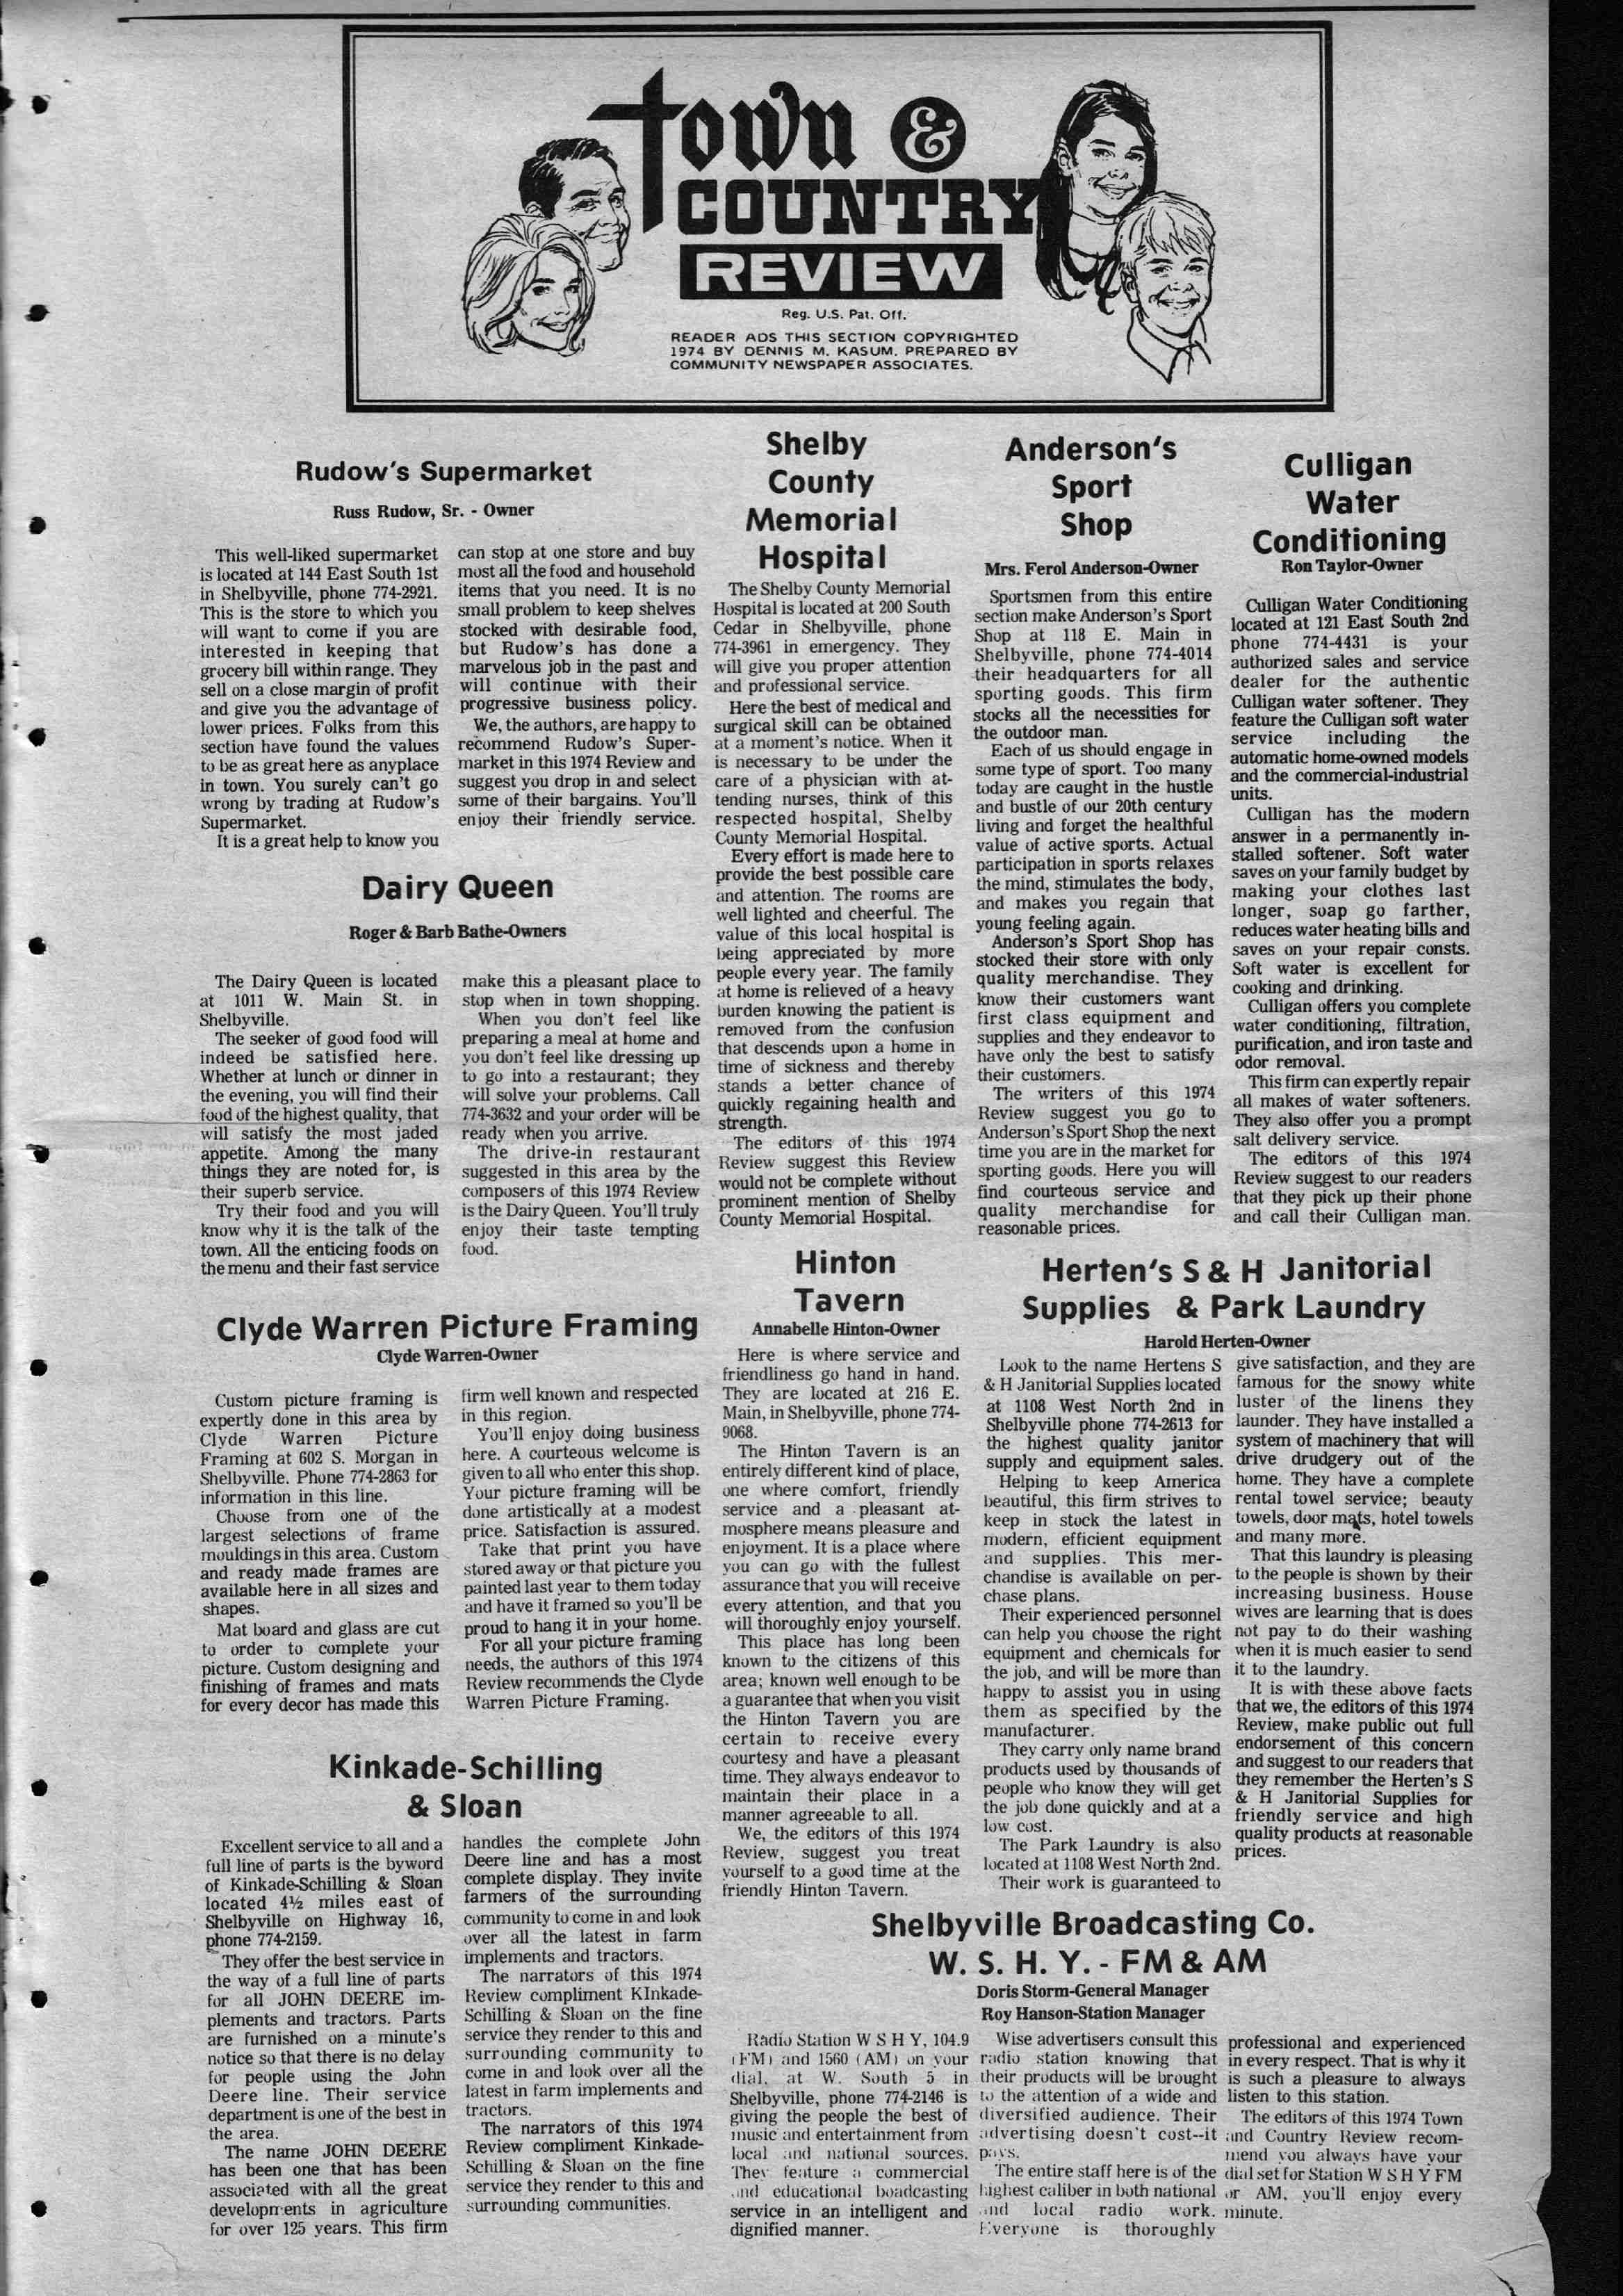 town &
COUNTRY
REVIEW
Reg. U.S. Pat. Off.
READER ADS THIS SECTION COPYRIGHTED
1974 BY DENNIS M. KASUM. PREPARED BY
COMMUNITY NEWSPAPER ASSOCIATES.
Rudow's Supermarket
Russ Rudow, Sr. - Owner
This well-liked supermarket
is located at 144 East South 1st
in Shelbyville, phone 774-2921.
This is the store to which you
will want to come if you are
interested in keeping that
grocery bill within range. They
sell on a close margin of profit
and give you the advantage of
lower prices. Folks from this
section have found the values
to be as great here as anyplace
in town. You surely can't go
wrong by trading at Rudow's
Supermarket.
It is a great help to know you
can stop at one store and buy
most all the food and household
items that you need. It is no
small problem to keep shelves
stocked with desirable food,
but Rudow's has done a
marvelous job in the past and
will continue with their
progressive business policy.
We, the authors, are happy to
recommend Rudow's Super-
market in this 1974 Review and
suggest you drop in and select
some of their bargains. You'll
enjoy their friendly service.
Dairy Queen
Roger & Barb Bathe-Owners
The Dairy Queen is located
at 1011 W. Main St. in
Shelbyville.
The seeker of good food will
indeed be satisfied here.
Whether at lunch or dinner in
the evening, you will find their
food of the highest quality, that
will satisfy the most jaded
appetite. Among the many
things they are noted for, is
their superb service.
Try their food and you will
know why it is the talk of the
town. All the enticing foods on
the menu and their fast service
make this a pleasant place to
stop when in town shopping.
When you don't feel like
preparing a meal at home and
you don't feel like dressing up
to go into a restaurant; they
will solve your problems. Call
774-3632 and your order will be
ready when you arrive.
The drive-in restaurant
suggested in this area by the
composers of this 1974 Review
is the Dairy Queen. You'll truly
enjoy their taste tempting
food.
Clyde Warren Picture Framing
Clyde Warren-Owner
Custom picture framing is
expertly done in this area by
Clyde Warren Picture
Framing at 602 S. Morgan in
Shelbyville. Phone 774-2863 for
information in this line.
Choose from one of the
largest selections of frame
mouldings in this area. Custom
and ready made frames are
available here in all sizes and
shapes.
Mat board and glass are cut
to order to complete your
picture. Custom designing and
finishing of frames and mats
for every decor has made this
firm well known and respected
in this region.
You'll enjoy doing business
here. A courteous welcome is
given to all who enter this shop.
Your picture framing will be
done artistically at a modest
price. Satisfaction is assured.
Take that print you have
stored away or that picture you
painted last year to them today
and have it framed so you'll be
proud to hang it in your home.
For all your picture framing
needs, the authors of this 1974
Review recommends the Clyde
Warren Picture Framing.
Kinkade-Schilling
& Sloan
Excellent service to all and a
full line of parts is the byword
of Kinkade-Schilling & Sloan
located 4½ miles east of
Shelbyville on Highway 16,
phone 774-2159.
They offer the best service in
the way of a full line of parts
for all JOHN DEERE im-
plements and tractors. Parts
are furnished on a minute's
notice so that there is no delay
for people using the John
Deere line. Their service
department is one of the best in
the area.
The name JOHN DEERE
has been one that has been
associated with all the great
developments in agriculture
for over 125 years. This firm
handles the complete John
Deere line and has a most
complete display. They invite
farmers of the surrounding
community to come in and look
over all the latest in farm
implements and tractors.
The narrators of this 1974
Review compliment KInkade-
Schilling & Sloan on the fine
service they render to this and
surrounding community to
come in and look over all the
latest in farm implements and
tractors.
The narrators of this 1974
Review compliment Kinkade-
Schilling & Sloan on the fine
service they render to this and
surrounding communities.
Shelby
County
Memorial
Hospital
The Shelby County Memorial
Hospital is located at 200 South
Cedar in Shelbyville, phone
774-3961 in emergency. They
will give you proper attention
and professional service.
Here the best of medical and
surgical skill can be obtained
at a moment's notice. When it
is necessary to be under the
care of a physician with at-
tending nurses, think of this
respected hospital, Shelby
County Memorial Hospital.
Every effort is made here to
provide the best possible care
and attention. The rooms are
well lighted and cheerful. The
value of this local hospital is
being appreciated by more
people every year. The family
at home is relieved of a heavy
burden knowing the patient is
removed from the confusion
that descends upon a home in
time of sickness and thereby
stands a better chance of
quickly regaining health and
strength.
The editors of this 1974
Review suggest this Review
would not be complete without
prominent mention of Shelby
County Memorial Hospital.
Hinton
Tavern
Annabelle Hinton-Owner
Here is where service and
friendliness go hand in hand.
They are located at 216 E.
Main, in Shelbyville, phone 774-
9068.
The Hinton Tavern is an
entirely different kind of place,
one where comfort, friendly
service and a pleasant at-
mosphere means pleasure and
enjoyment. It is a place where
you can go with the fullest
assurance that you will receive
every attention, and that you
will thoroughly enjoy yourself.
This place has long been
known to the citizens of this
area; known well enough to be
a guarantee that when you visit
the Hinton Tavern you are
certain to receive every
courtesy and have a pleasant
time. They always endeavor to
maintain their place in a
manner agreeable to all.
We, the editors of this 1974
Review, suggest you treat
yourself to a good time at the
friendly Hinton Tavern.
Anderson's
Sport
Shop
Mrs. Ferol Anderson-Owner
Sportsmen from this entire
section make Anderson's Sport
Shop at 118 E. Main in
Shelbyville, phone 774-4014
their headquarters for all
sporting goods. This firm
stocks all the necessities for
the outdoor man.
Each of us should engage in
some type of sport. Too many
today are caught in the hustle
and bustle of our 20th century
living and forget the healthful
value of active sports. Actual
participation in sports relaxes
the mind, stimulates the body,
and makes you regain that
young feeling again.
Anderson's Sport Shop has
stocked their store with only
quality merchandise. They
know their customers want
first class equipment and
supplies and they endeavor to
have only the best to satisfy
their customers.
The writers of this 1974
Review suggest you go to
Anderson's Sport Shop the next
time you are in the market for
sporting goods. Here you will
find courteous service and
quality merchandise for
reasonable prices.
Culligan
Water
Conditioning
Ron Taylor-Owner
Culligan Water Conditioning
located at 121 East South 2nd
phone 774-4431 is your
authorized sales and service
dealer for the authentic
Culligan water softener. They
feature the Culligan soft water
service including the
automatic home-owned models
and the commercial-industrial
units.
Culligan has the modern
answer in a permanently in-
stalled softener. Soft water
saves on your family budget by
making your clothes last
longer, soap go farther,
reduces water heating bills and
saves on your repair consts.
Soft water is excellent for
cooking and drinking.
Culligan offers you complete
water conditioning, filtration,
purification, and iron taste and
odor removal.
This firm can expertly repair
all makes of water softeners.
They also offer you a prompt
salt delivery service.
The editors of this 1974
Review suggest to our readers
that they pick up their phone
and call their Culligan man.
Herten's S & H Janitorial
Supplies & Park Laundry
Harold Herten-Owner
Look to the name Hertens S
& H Janitorial Supplies located
at 1108 West North 2nd in
Shelbyville phone 774-2613 for
the highest quality janitor
supply and equipment sales.
Helping to keep America
beautiful, this firm strives to
keep in stock the latest in
modern, efficient equipment
and supplies. This mer-
chandise is available on per-
chase plans.
Their experienced personnel
can help you choose the right
equipment and chemicals for
the job, and will be more than
happy to assist you in using
them as specified by the
manufacturer.
They carry only name brand
products used by thousands of
people who know they will get
the job done quickly and at a
low cost.
The Park Laundry is also
located at 1108 West North 2nd.
Their work is guaranteed to
give satisfaction, and they are
famous for the snowy white
luster of the linens they
launder. They have installed a
system of machinery that will
drive drudgery out of the
home. They have a complete
rental towel service; beauty
towels, door mats, hotel towels
and many more.
That this laundry is pleasing
to the people is shown by their
increasing business. House
wives are learning that is does
not pay to do their washing
when it is much easier to send
it to the laundry.
It is with these above facts
that we, the editors of this 1974
Review, make public out full
endorsement of this concern
and suggest to our readers that
they remember the Herten's S
& H Janitorial Supplies for
friendly service and high
quality products at reasonable
prices.
Shelbyville Broadcasting Co.
W. S. H. Y. - FM & AM
Doris Storm-General Manager
Roy Hanson-Station Manager
Radio Station W S H Y, 104.9
(FM) and 1560 (AM) on your
dial, at W. South 5 in
Shelbyville, phone 774-2146 is
giving the people the best of
music and entertainment from
local and national sources.
They feature a commercial
and educational boadcasting
service in an intelligent and
dignified manner.
Wise advertisers consult this
radio station knowing that
their products will be brought
to the attention of a wide and
diversified audience. Their
advertising doesn't cost--it
pays.
The entire staff here is of the
highest caliber in both national
and local radio work.
Everyone is thoroughly
professional and experienced
in every respect. That is why it
is such a pleasure to always
listen to this station.
The editors of this 1974 Town
and Country Review recom-
mend you always have your
dial set for Station W S H Y FM
or AM, you'll enjoy every
minute.